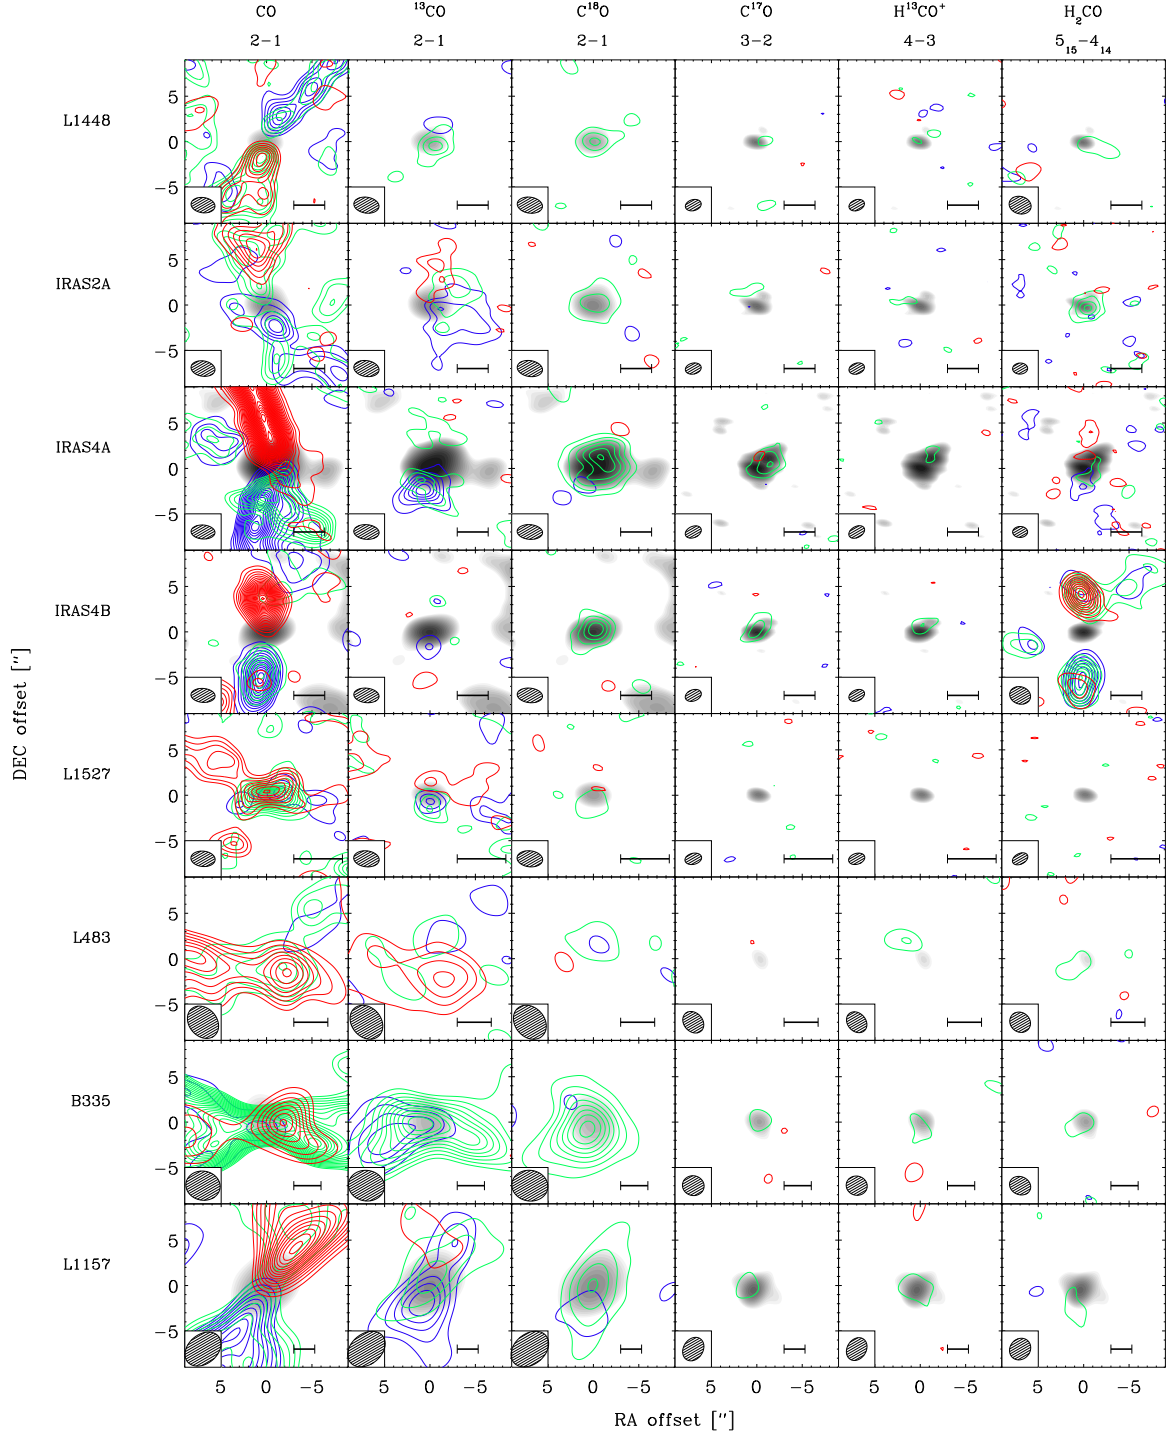 CO ¹³CO C¹⁸O C¹⁷O H¹³CO⁺ H₂CO
2−1 2−1 2−1 3−2 4−3 5₁₅−4₁₄
L1448
5
0
−5
IRAS2A
5
0
−5
IRAS4A
5
0
−5
IRAS4B
5
0
−5
DEC offset ["]
L1527
5
0
−5
L483
5
0
−5
B335
5
0
−5
L1157
5
0
−5
5 0 −5 5 0 −5 5 0 −5 5 0 −5 5 0 −5 5 0 −5
RA offset ["]